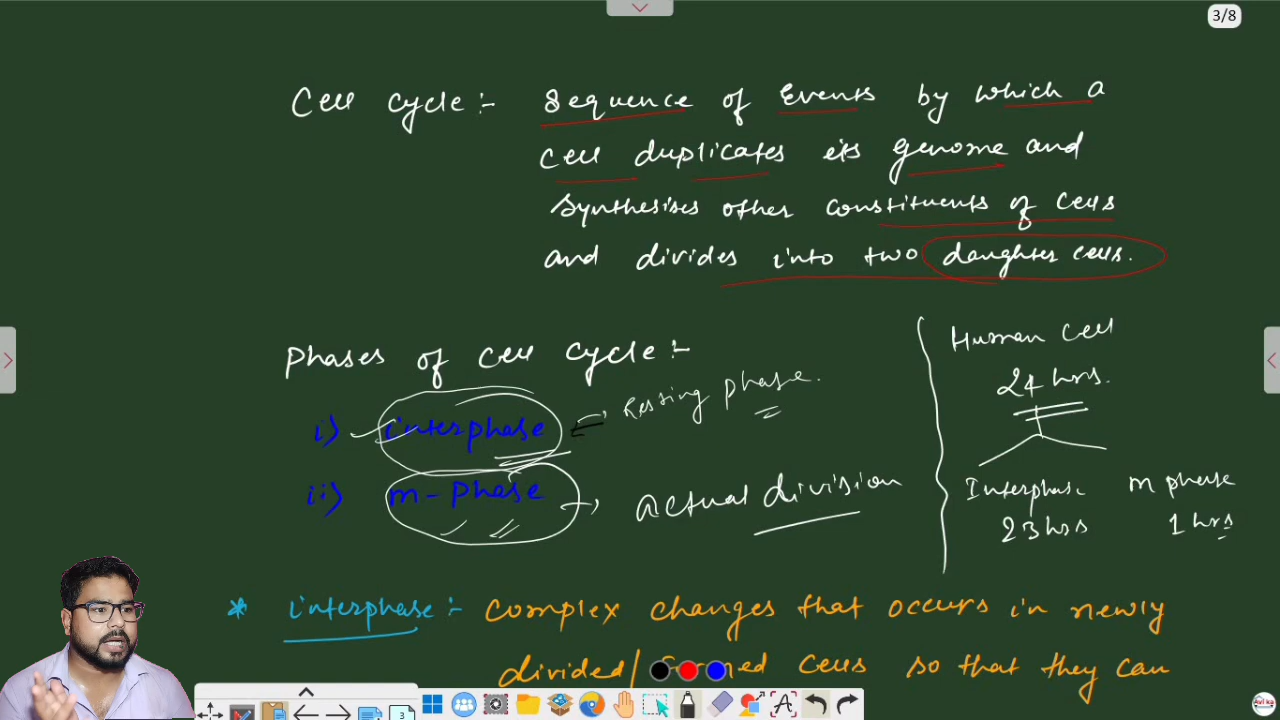 3/8
Cell Cycle :- Sequence of Events by which a
Cell duplicates its genome and
Synthesises other constituents of cells
and divides into two daughter cells.
Phases of Cell Cycle :-
i) interphase → Resting phase.
ii) m-phase → actual division
Human Cell
24 hrs.
Interphase m phase
23 hrs 1 hrs
* interphase :- Complex changes that occurs in newly
divided/formed cells so that they can
3